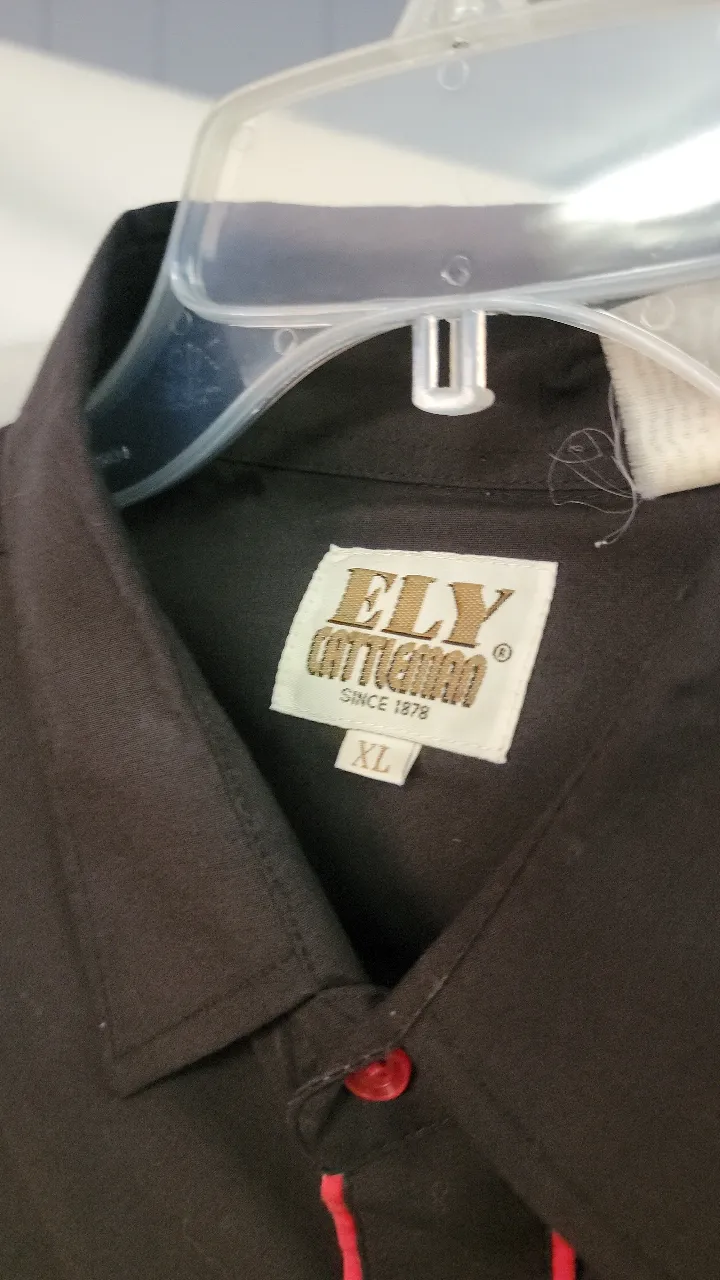 ELY
CATTLEMAN ®
SINCE 1878
XL